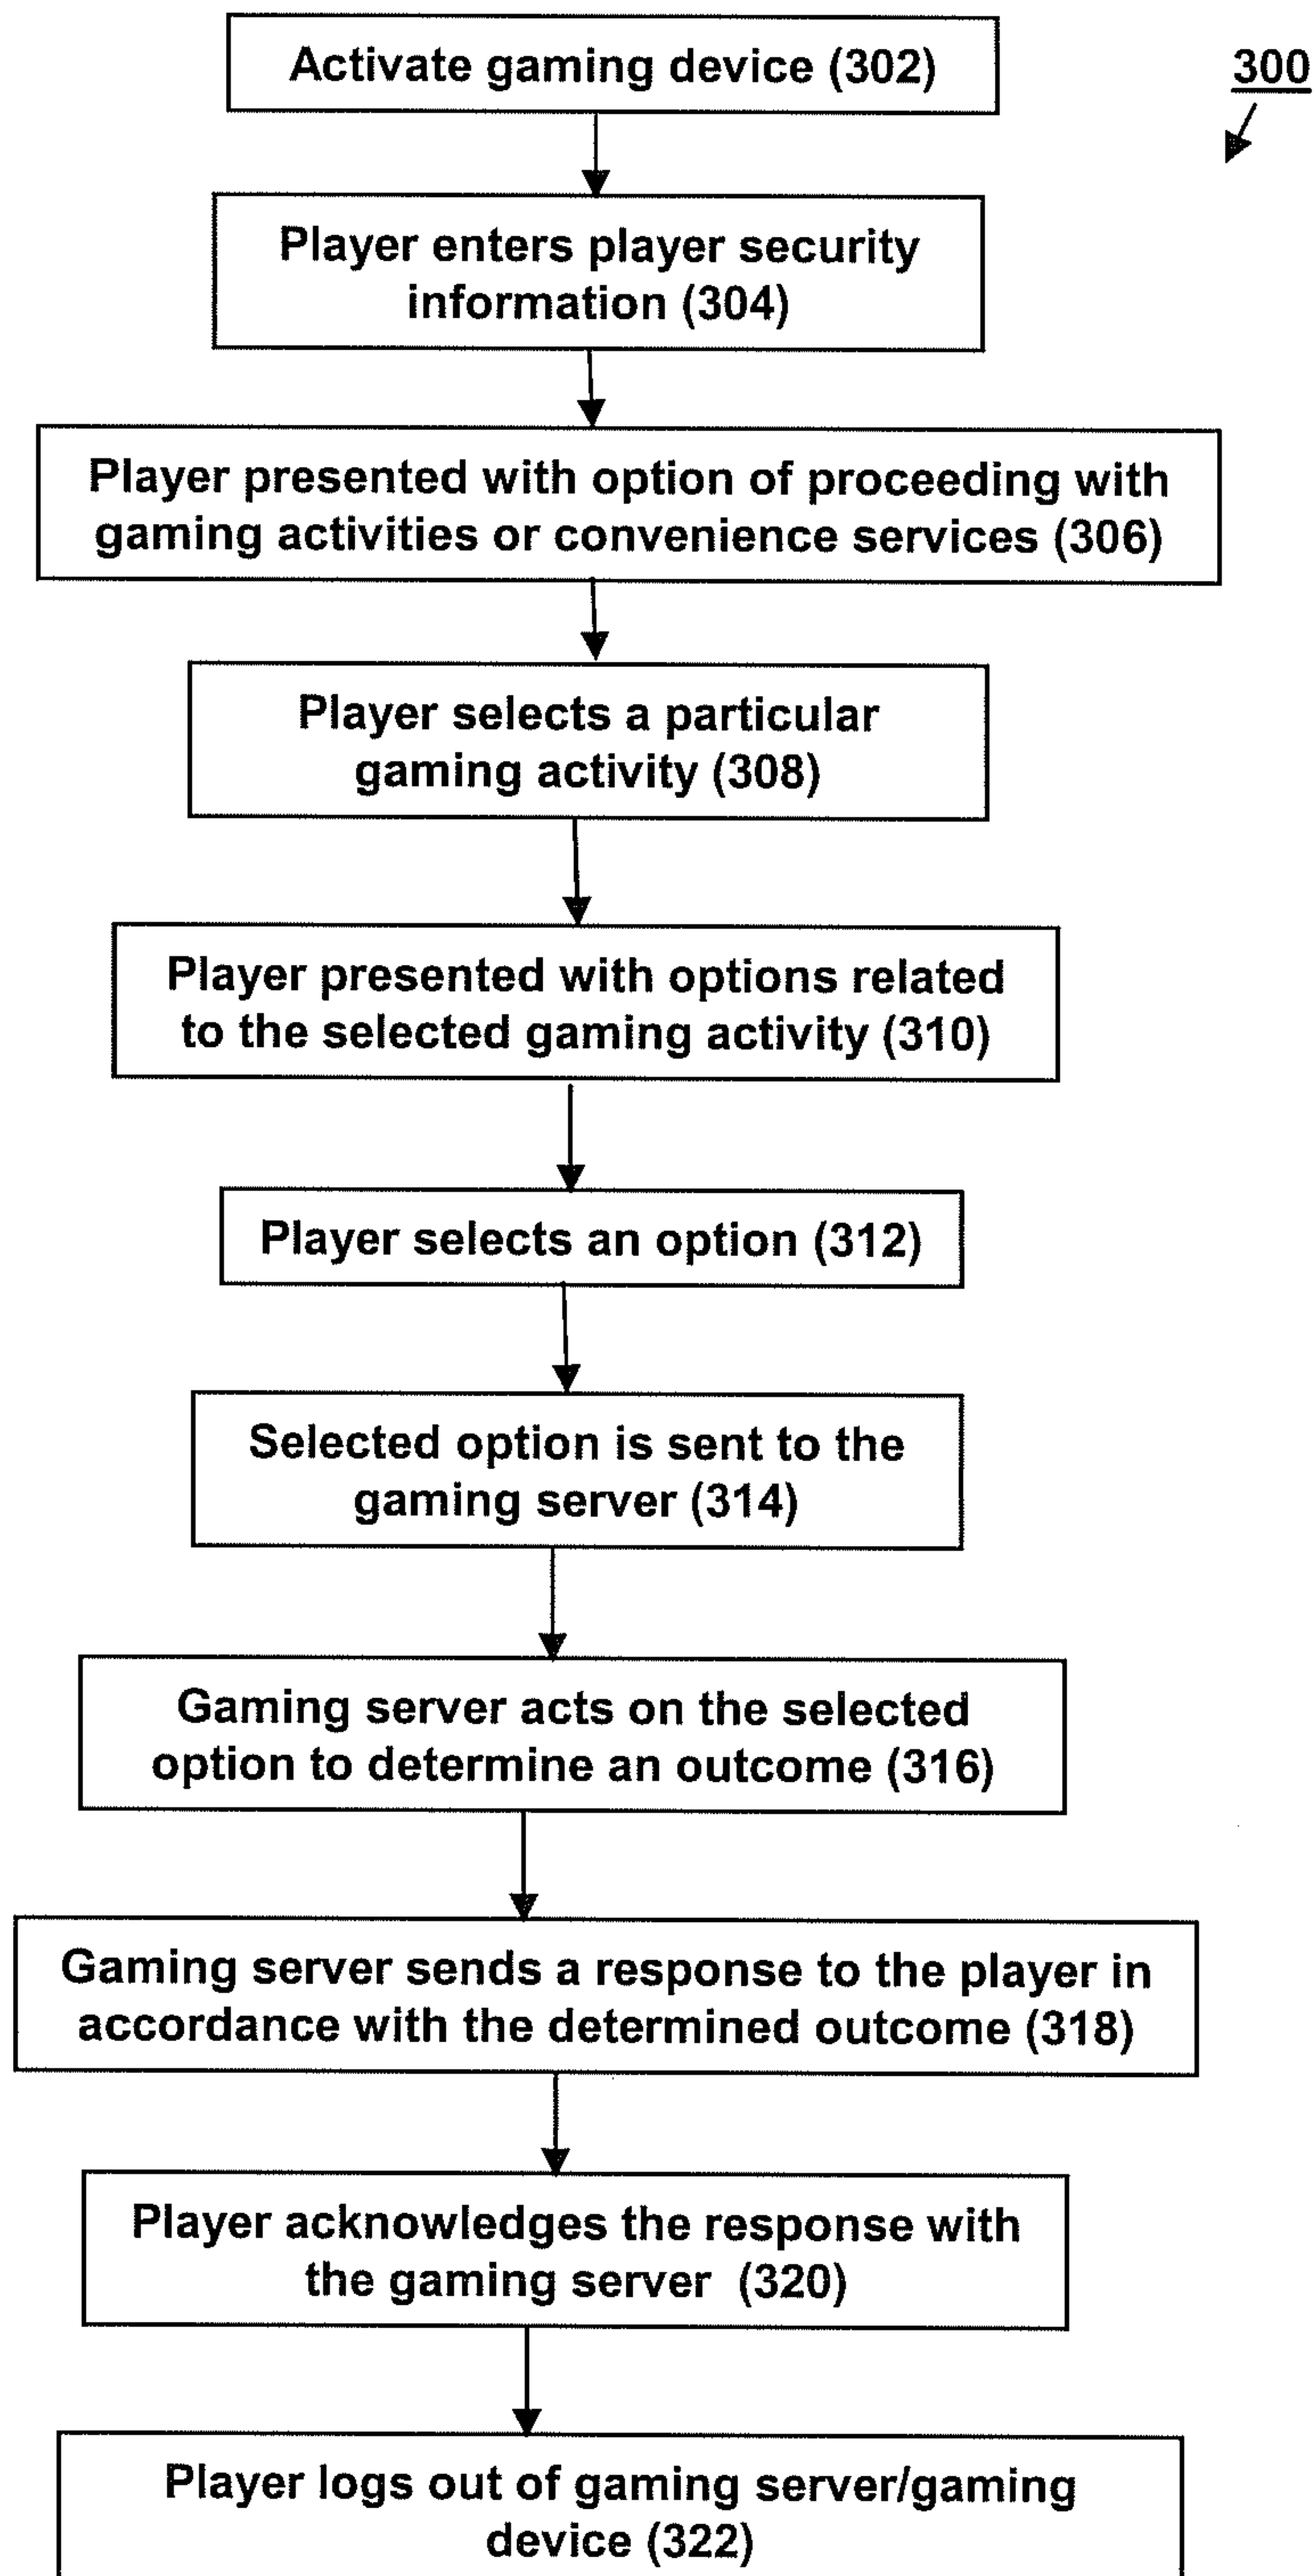 Activate gaming device (302)
300
Player enters player security
information (304)
Player presented with option of proceeding with
gaming activities or convenience services (306)
Player selects a particular
gaming activity (308)
Player presented with options related
to the selected gaming activity (310)
Player selects an option (312)
Selected option is sent to the
gaming server (314)
Gaming server acts on the selected
option to determine an outcome (316)
Gaming server sends a response to the player in
accordance with the determined outcome (318)
Player acknowledges the response with
the gaming server (320)
Player logs out of gaming server/gaming
device (322)